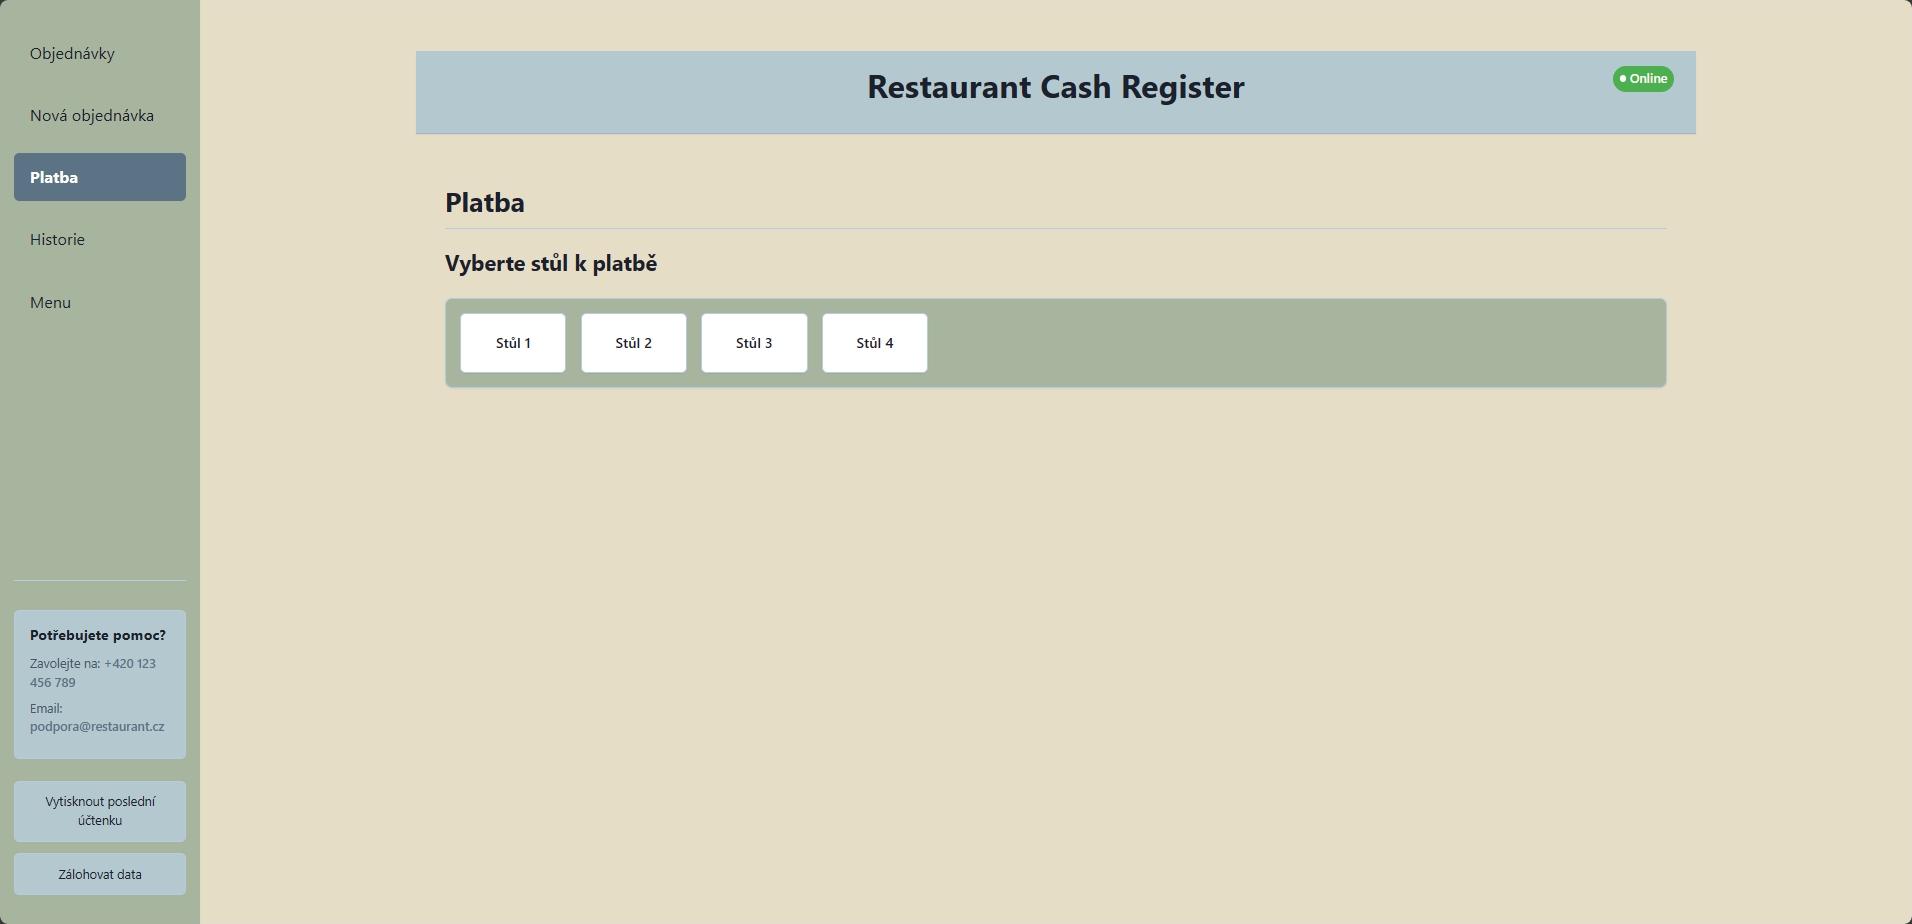 Objednávky
Nová objednávka
Platba
Historie
Menu
Potřebujete pomoc?
Zavolejte na: +420 123
456 789
Email:
podpora@restaurant.cz
Vytisknout poslední
účtenku
Zálohovat data
Restaurant Cash Register
Online
Platba
Vyberte stůl k platbě
Stůl 1
Stůl 2
Stůl 3
Stůl 4